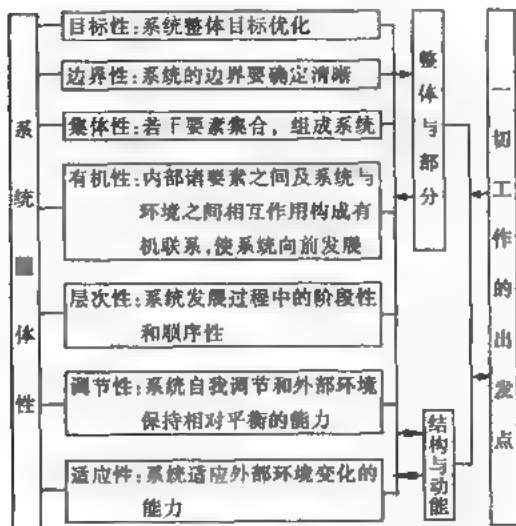 系统体性
目标性：系统整体目标优化
边界性：系统的边界要确定清晰
集体性：若干要素集合，组成系统
有机性：内部诸要素之间及系统与
环境之间相互作用构成有
机联系，使系统向前发展
层次性：系统发展过程中的阶段性
和顺序性
调节性：系统自我调节和外部环境
保持相对平衡的能力
适应性：系统适应外部环境变化的
能力
整体与部分
结构与动能
一切工作的出发点